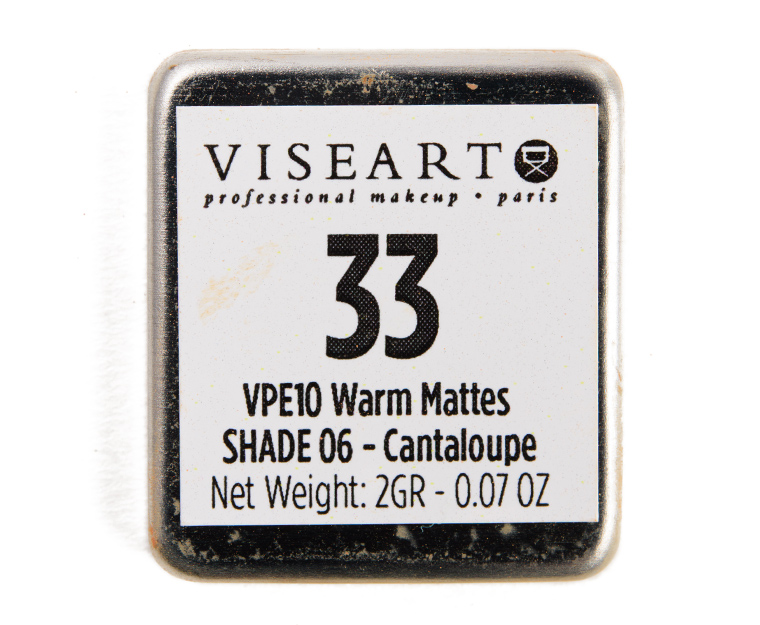 VISEART
professional makeup • paris
33
VPE10 Warm Mattes
SHADE 06 - Cantaloupe
Net Weight: 2GR - 0.07 OZ